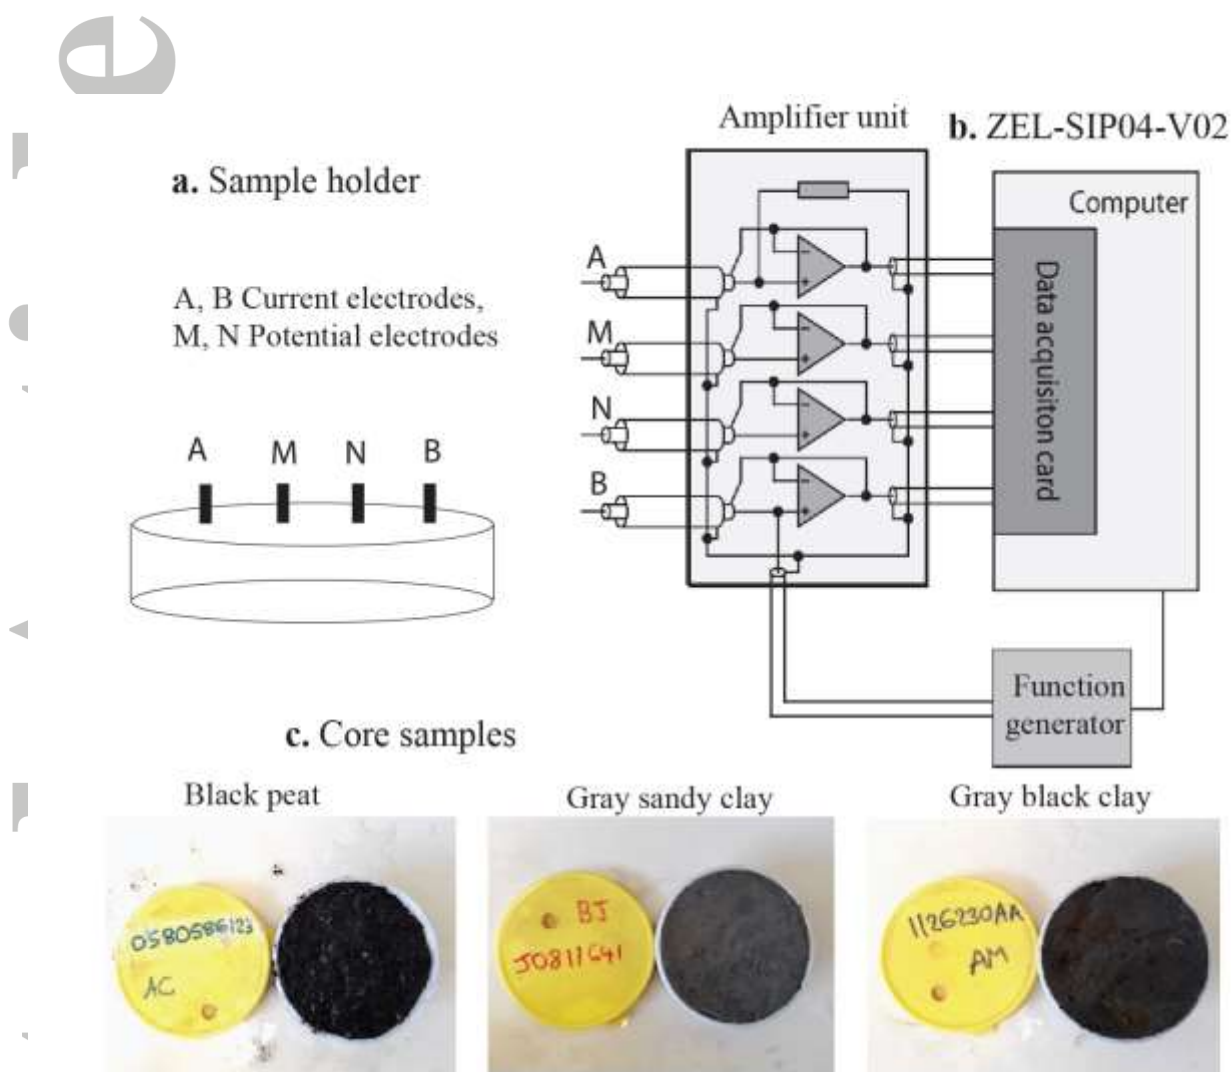 e
Amplifier unit
b. ZEL-SIP04-V02
a. Sample holder
Computer
A, B Current electrodes,
M, N Potential electrodes
A
M
N
B
A
M
N
B
Data acquisiton card
Function
generator
c. Core samples
Black peat
Gray sandy clay
Gray black clay
0580586123
AC
BJ
J0811641
1126230AA
AM